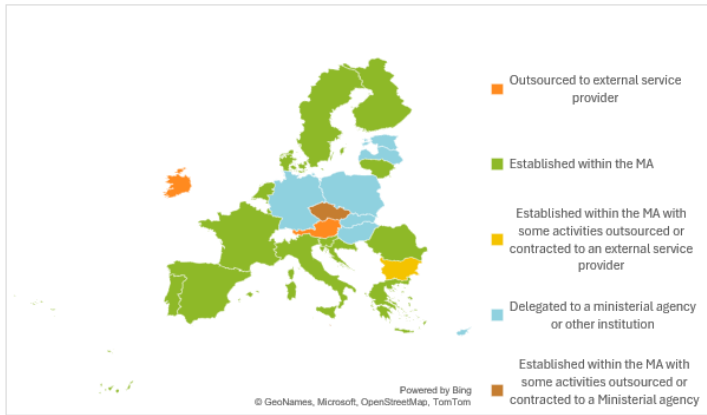 Outsourced to external service
provider
Established within the MA
Established within the MA with
some activities outsourced or
contracted to an external service
provider
Delegated to a ministerial agency
or other institution
Established within the MA with
some activities outsourced or
contracted to a Ministerial agency
Powered by Bing
© GeoNames, Microsoft, OpenStreetMap, TomTom